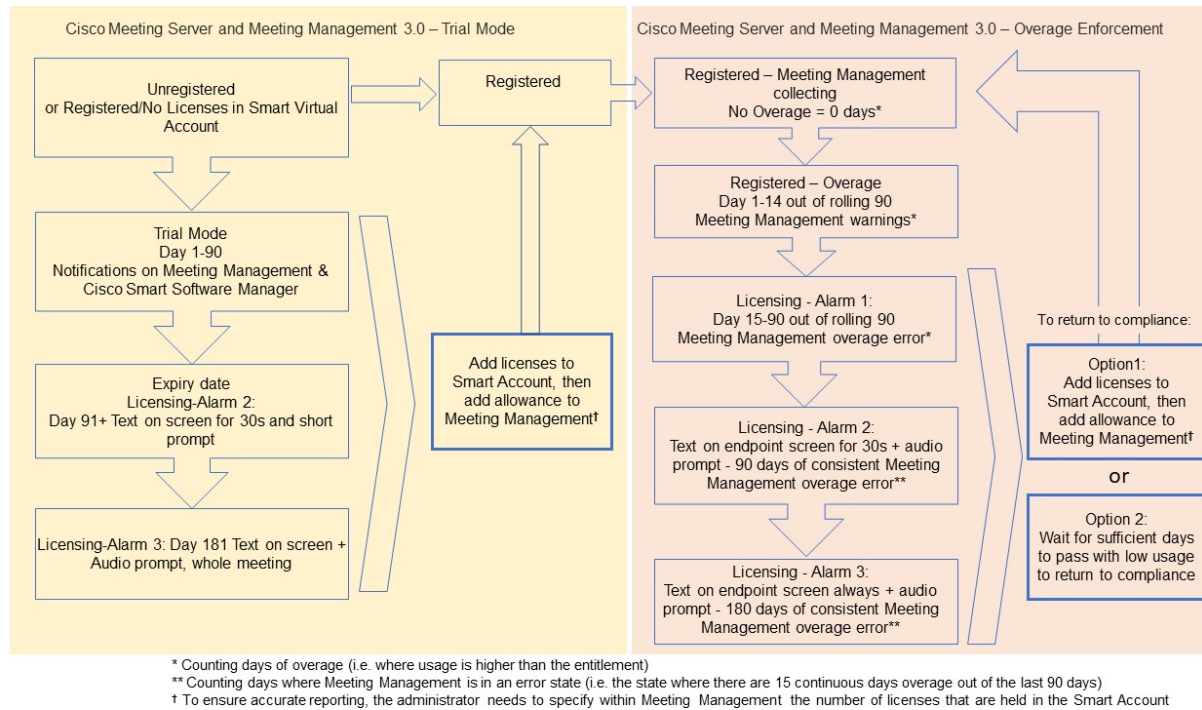 Cisco Meeting Server and Meeting Management 3.0 – Trial Mode
Unregistered
or Registered/No Licenses in Smart Virtual
Account
Registered
Trial Mode
Day 1-90
Notifications on Meeting Management &
Cisco Smart Software Manager
Expiry date
Licensing-Alarm 2:
Day 91+ Text on screen for 30s and short
prompt
Licensing-Alarm 3: Day 181 Text on screen +
Audio prompt, whole meeting
Add licenses to
Smart Account, then
add allowance to
Meeting Management†
Cisco Meeting Server and Meeting Management 3.0 – Overage Enforcement
Registered – Meeting Management
collecting
No Overage = 0 days*
Registered – Overage
Day 1-14 out of rolling 90
Meeting Management warnings*
Licensing - Alarm 1:
Day 15-90 out of rolling 90
Meeting Management overage error*
Licensing - Alarm 2:
Text on endpoint screen for 30s + audio
prompt - 90 days of consistent Meeting
Management overage error**
Licensing - Alarm 3:
Text on endpoint screen always + audio
prompt - 180 days of consistent Meeting
Management overage error**
To return to compliance:
Option1:
Add licenses to
Smart Account, then
add allowance to
Meeting Management†
or
Option 2:
Wait for sufficient days
to pass with low usage
to return to compliance
* Counting days of overage (i.e. where usage is higher than the entitlement)
** Counting days where Meeting Management is in an error state (i.e. the state where there are 15 continuous days overage out of the last 90 days)
† To ensure accurate reporting, the administrator needs to specify within Meeting Management the number of licenses that are held in the Smart Account